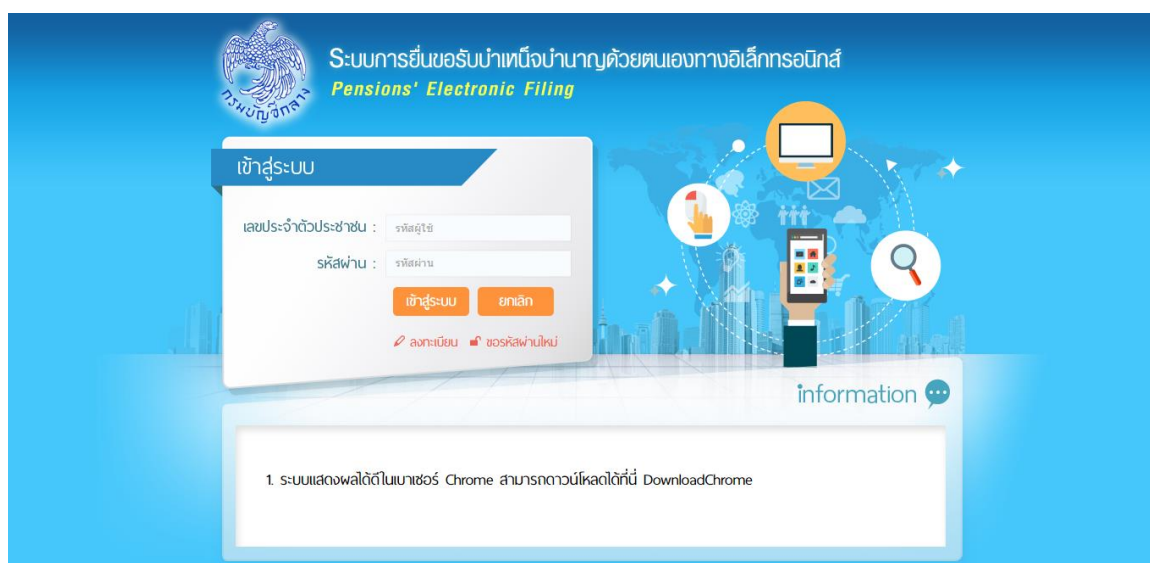 ระบบการยื่นขอรับบำเหน็จบำนาญด้วยตนเองทางอิเล็กทรอนิกส์
Pensions' Electronic Filing
กรมบัญชีกลาง
เข้าสู่ระบบ
เลขประจำตัวประชาชน : รหัสผู้ใช้
รหัสผ่าน : รหัสผ่าน
เข้าสู่ระบบ ยกเลิก
ลงทะเบียน ขอรหัสผ่านใหม่
information
1. ระบบแสดงผลได้ดีในเบาเซอร์ Chrome สามารถดาวน์โหลดได้ที่นี่ DownloadChrome